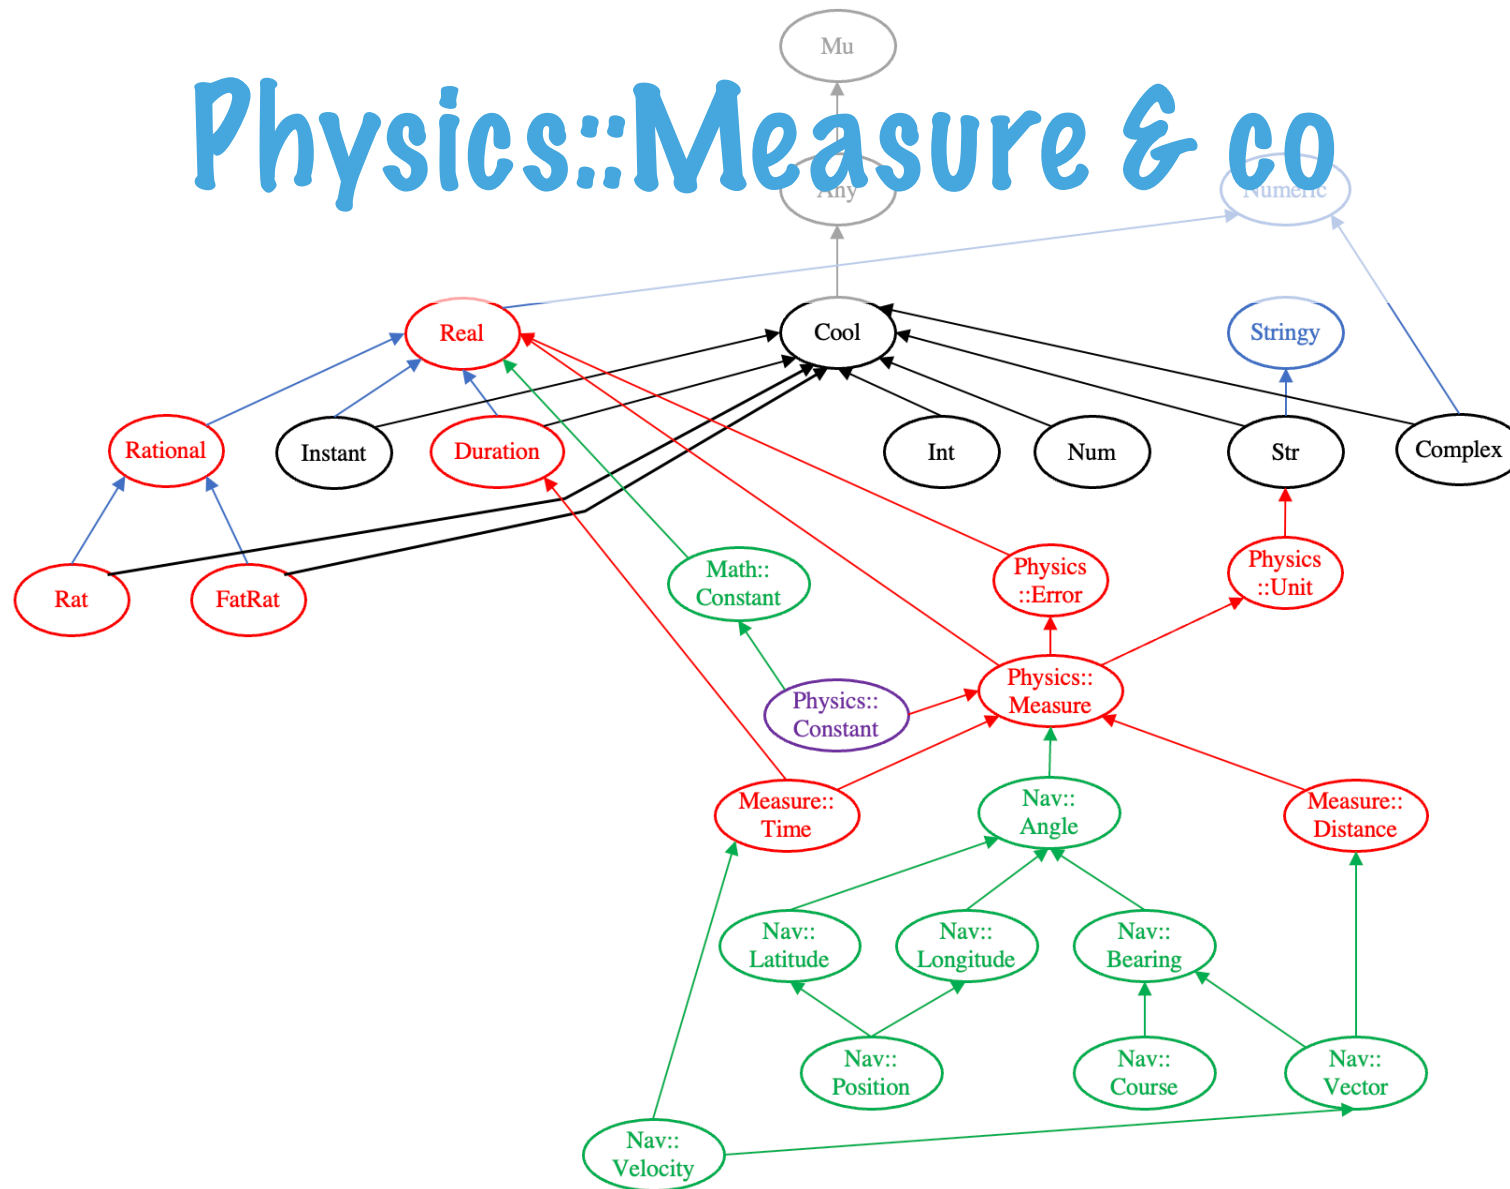 Mu
Physics::Measure & co
Any
Numeric
Real
Cool
Stringy
Rational
Instant
Duration
Int
Num
Str
Complex
Rat
FatRat
Math::
Constant
Physics
::Error
Physics
::Unit
Physics::
Constant
Physics::
Measure
Measure::
Time
Nav::
Angle
Measure::
Distance
Nav::
Latitude
Nav::
Longitude
Nav::
Bearing
Nav::
Position
Nav::
Course
Nav::
Vector
Nav::
Velocity